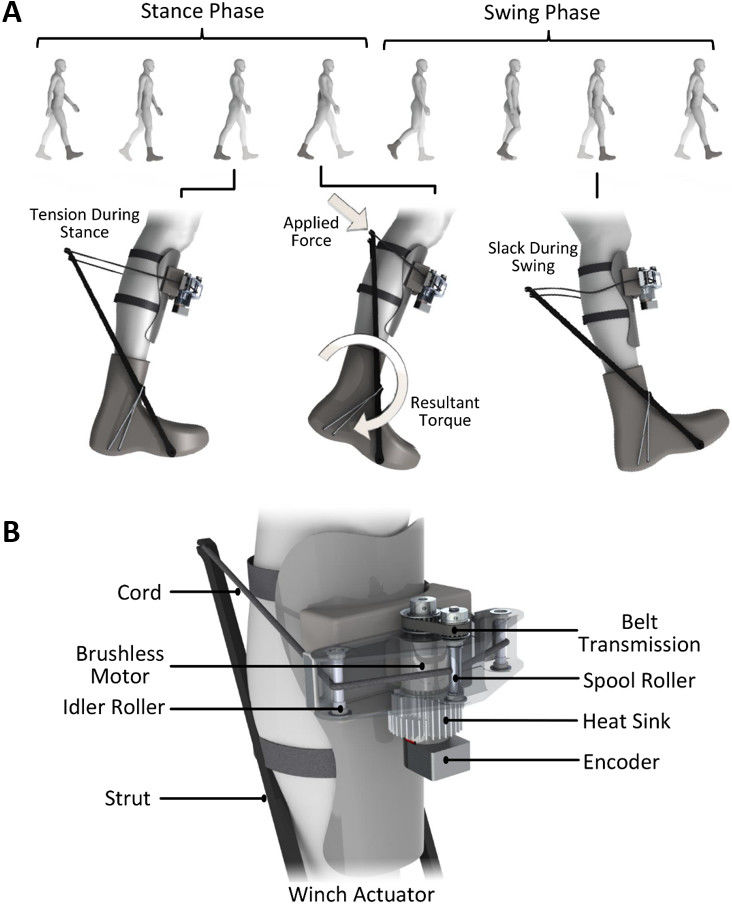 A
Stance Phase
Swing Phase
Tension During
Stance
Applied
Force
Slack During
Swing
Resultant
Torque
B
Cord
Brushless
Motor
Idler Roller
Strut
Belt
Transmission
Spool Roller
Heat Sink
Encoder
Winch Actuator